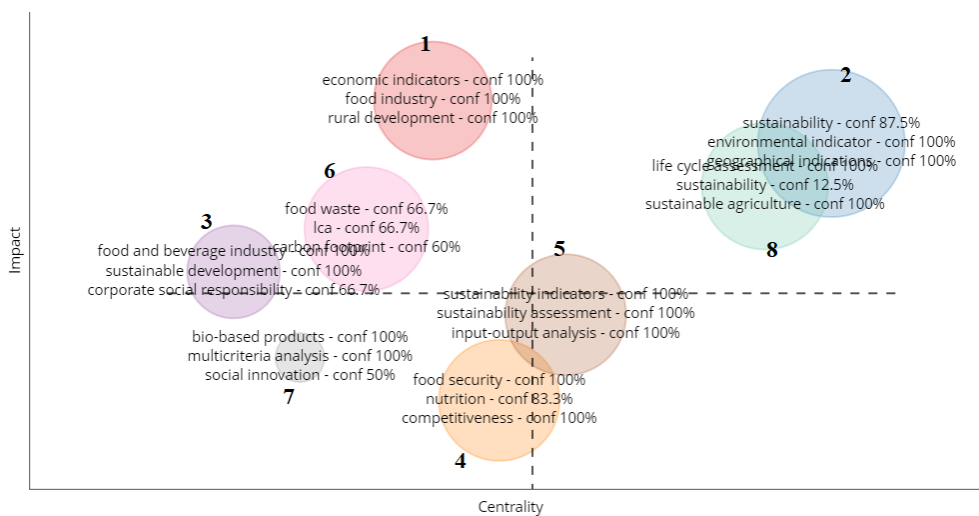 1
economic indicators - conf 100%
food industry - conf 100%
rural development - conf 100%
2
sustainability - conf 87.5%
environmental indicator - conf 100%
geographical indications - conf 100%
life cycle assessment - conf 100%
sustainability - conf 12.5%
sustainable agriculture - conf 100%
8
6
food waste - conf 66.7%
lca - conf 66.7%
carbon footprint - conf 60%
3
food and beverage industry - conf 100%
sustainable development - conf 100%
corporate social responsibility - conf 66.7%
5
sustainability indicators - conf 100%
sustainability assessment - conf 100%
input-output analysis - conf 100%
bio-based products - conf 100%
multicriteria analysis - conf 100%
social innovation - conf 50%
7
food security - conf 100%
nutrition - conf 83.3%
competitiveness - conf 100%
4
Impact
Centrality